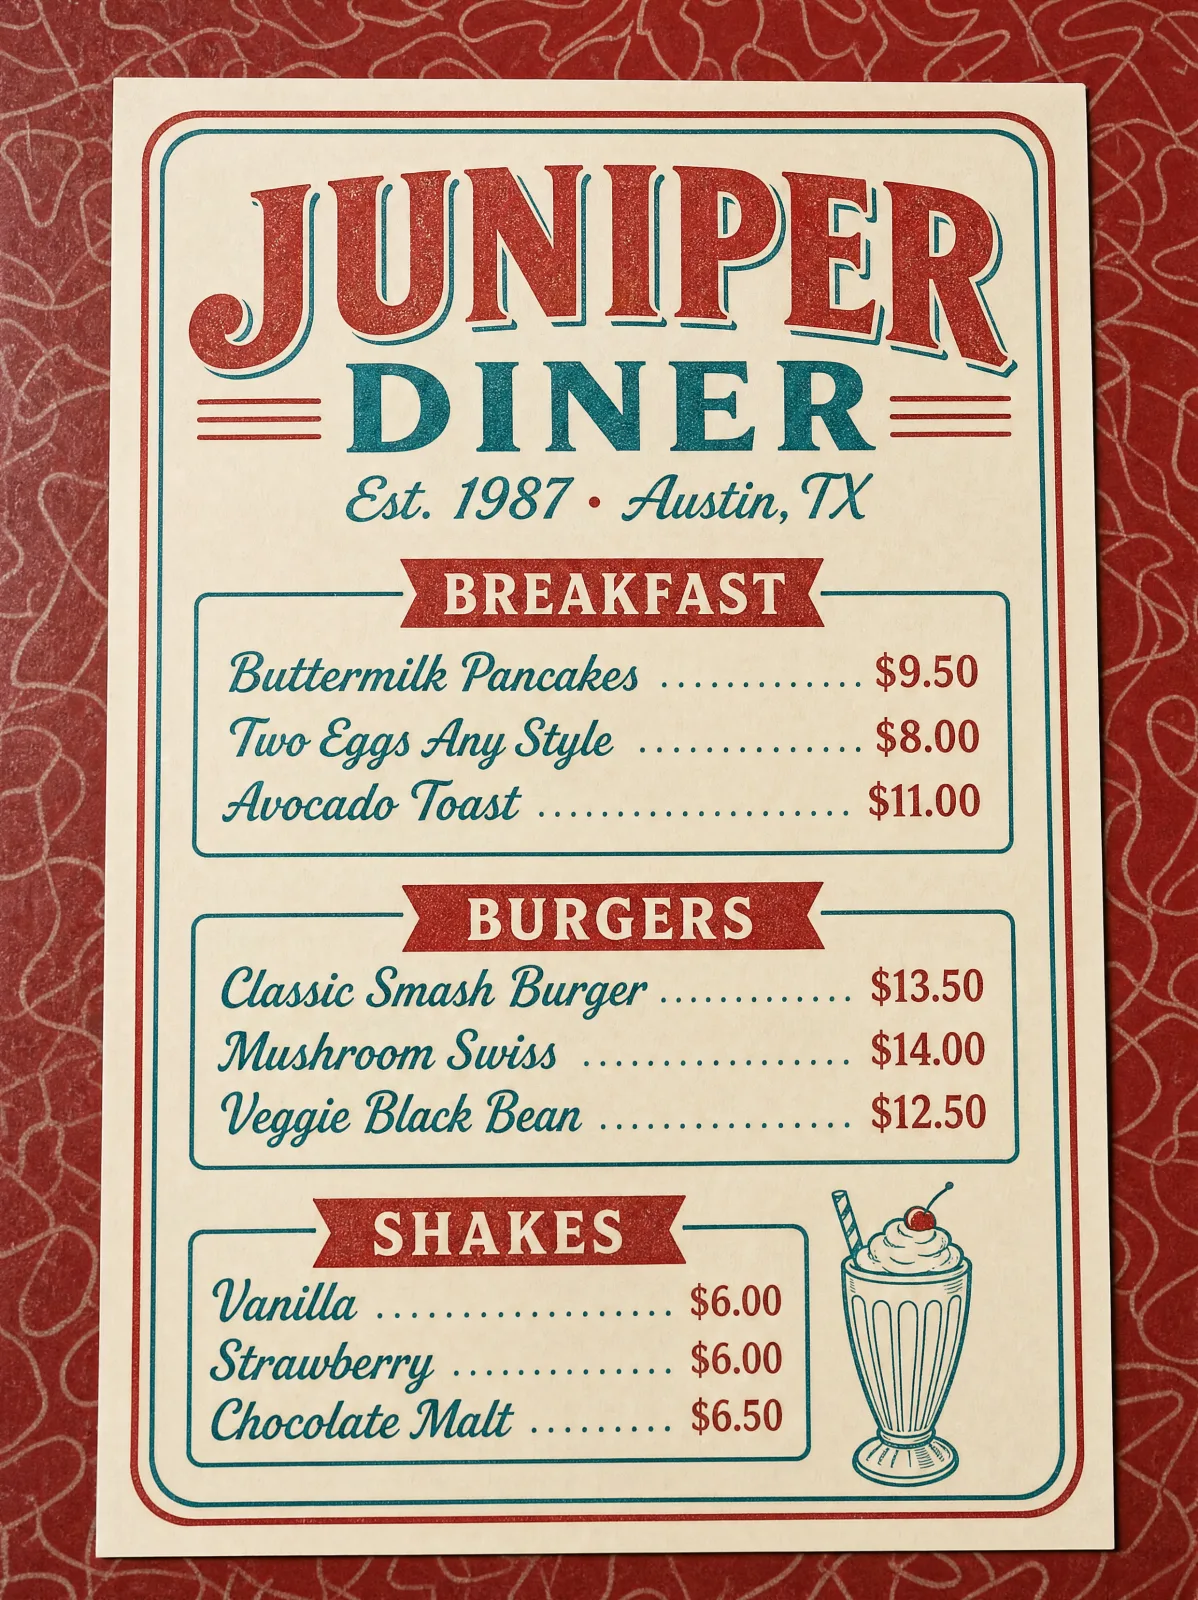 JUNIPER
DINER
Est. 1987 • Austin, TX
BREAKFAST
Buttermilk Pancakes ............. $9.50
Two Eggs Any Style ............... $8.00
Avocado Toast .................... $11.00
BURGERS
Classic Smash Burger ............. $13.50
Mushroom Swiss .................. $14.00
Veggie Black Bean ................ $12.50
SHAKES
Vanilla .................... $6.00
Strawberry .............. $6.00
Chocolate Malt ......... $6.50